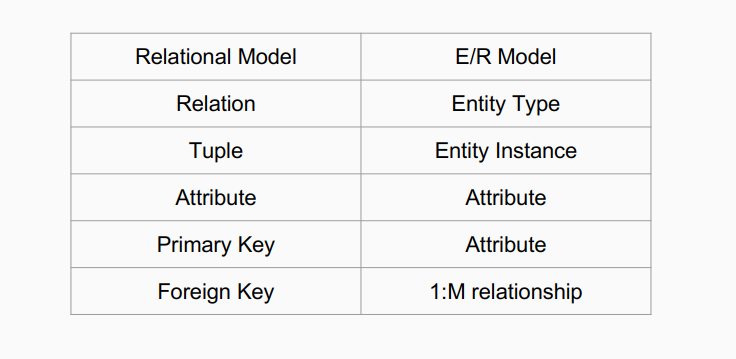 Relational Model E/R Model
Relation Entity Type
Tuple Entity Instance
Attribute Attribute
Primary Key Attribute
Foreign Key 1:M relationship